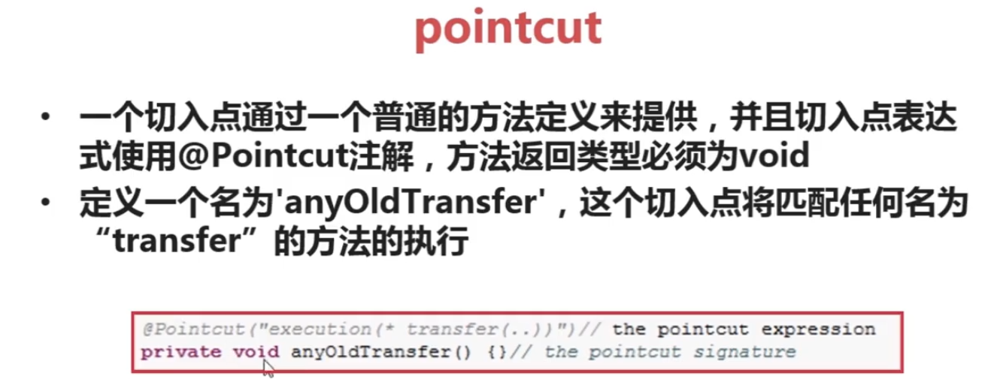 pointcut
• 一个切入点通过一个普通的方法定义来提供，并且切入点表达
式使用@Pointcut注解，方法返回类型必须为void
• 定义一个名为'anyOldTransfer'，这个切入点将匹配任何名为
“transfer”的方法的执行
@Pointcut("execution(* transfer(..))")// the pointcut expression
private void anyOldTransfer() {}// the pointcut signature